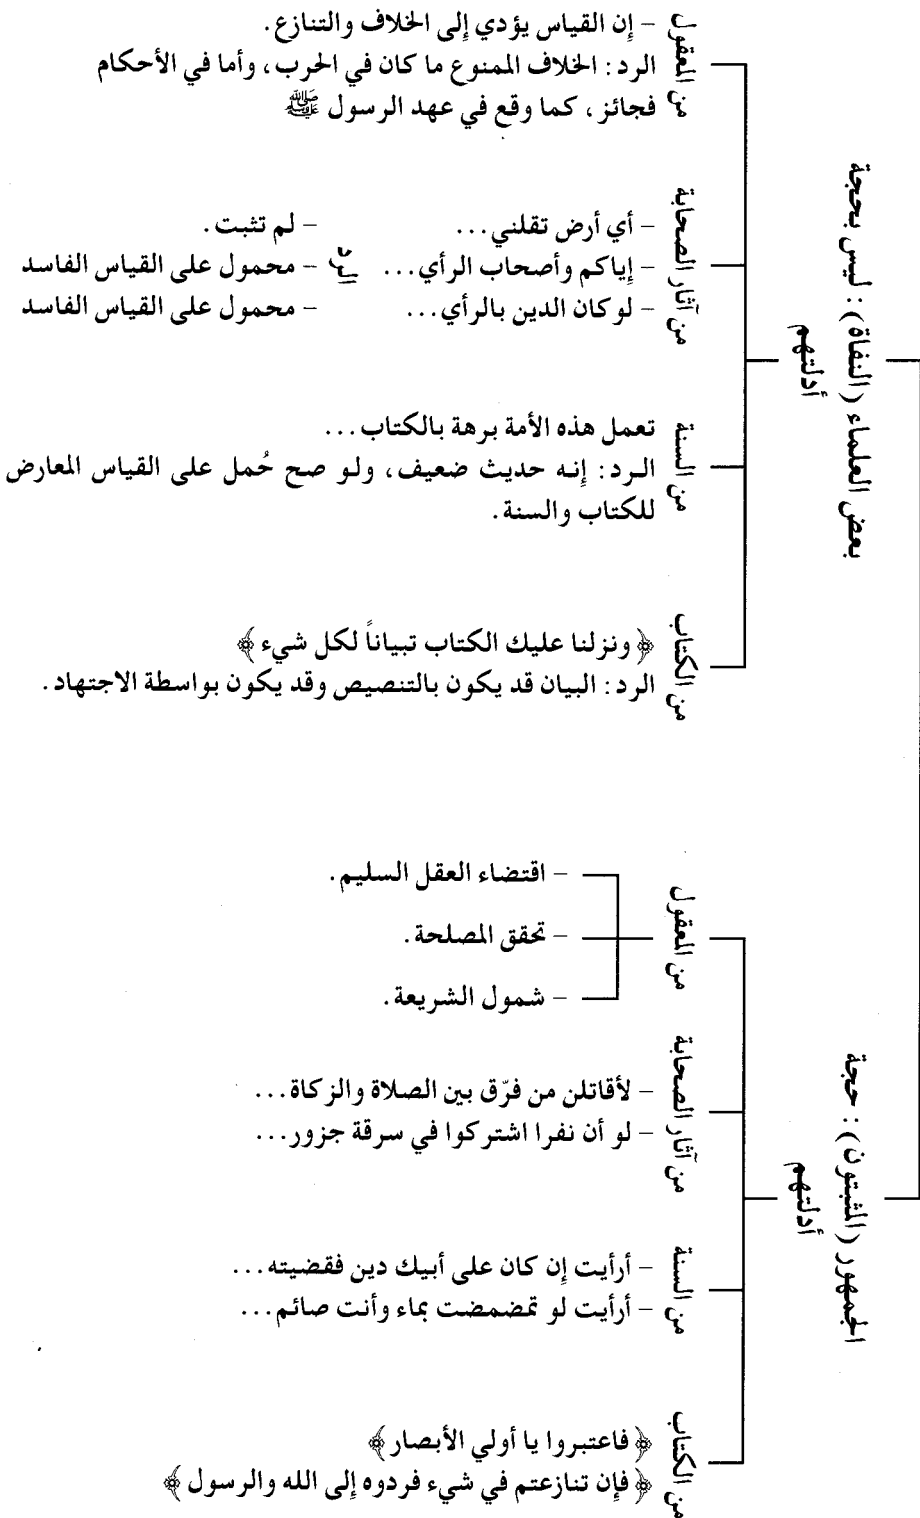 بعض العلماء (النفاة): ليس بحجة
أدلتهم
من المعقول
– إن القياس يؤدي إلى الخلاف والتنازع.
الرد: الخلاف الممنوع ما كان في الحرب، وأما في الأحكام
فجائز، كما وقع في عهد الرسول ﷺ
من آثار الصحابة
– أي أرض تقلني...
– إياكم وأصحاب الرأي...
– لو كان الدين بالرأي...
الرد
– لم تثبت.
– محمول على القياس الفاسد
– محمول على القياس الفاسد
من السنة
تعمل هذه الأمة برهة بالكتاب...
الرد: إنه حديث ضعيف، ولو صح حُمل على القياس المعارض
للكتاب والسنة.
من الكتاب
﴿ ونزلنا عليك الكتاب تبياناً لكل شيء ﴾
الرد: البيان قد يكون بالتنصيص وقد يكون بواسطة الاجتهاد.
الجمهور (المثبتون): حجة
أدلتهم
من المعقول
– اقتضاء العقل السليم.
– تحقق المصلحة.
– شمول الشريعة.
من آثار الصحابة
– لأقاتلن من فرّق بين الصلاة والزكاة...
– لو أن نفرا اشتركوا في سرقة جزور...
من السنة
– أرأيت إن كان على أبيك دين فقضيته...
– أرأيت لو تمضمضت بماء وأنت صائم...
من الكتاب
﴿ فاعتبروا يا أولي الأبصار ﴾
﴿ فإن تنازعتم في شيء فردوه إلى الله والرسول ﴾